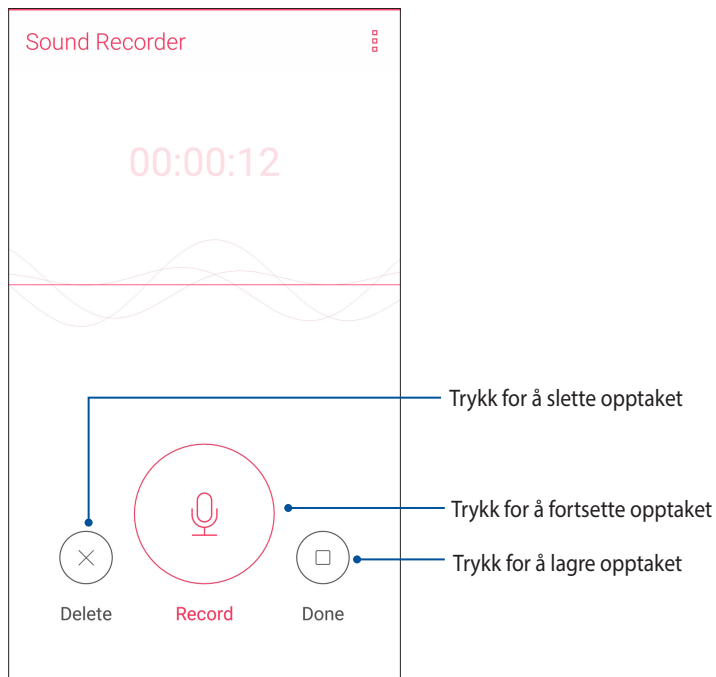 Sound Recorder
00:00:12
Trykk for å slette opptaket
Trykk for å fortsette opptaket
Trykk for å lagre opptaket
Delete
Record
Done